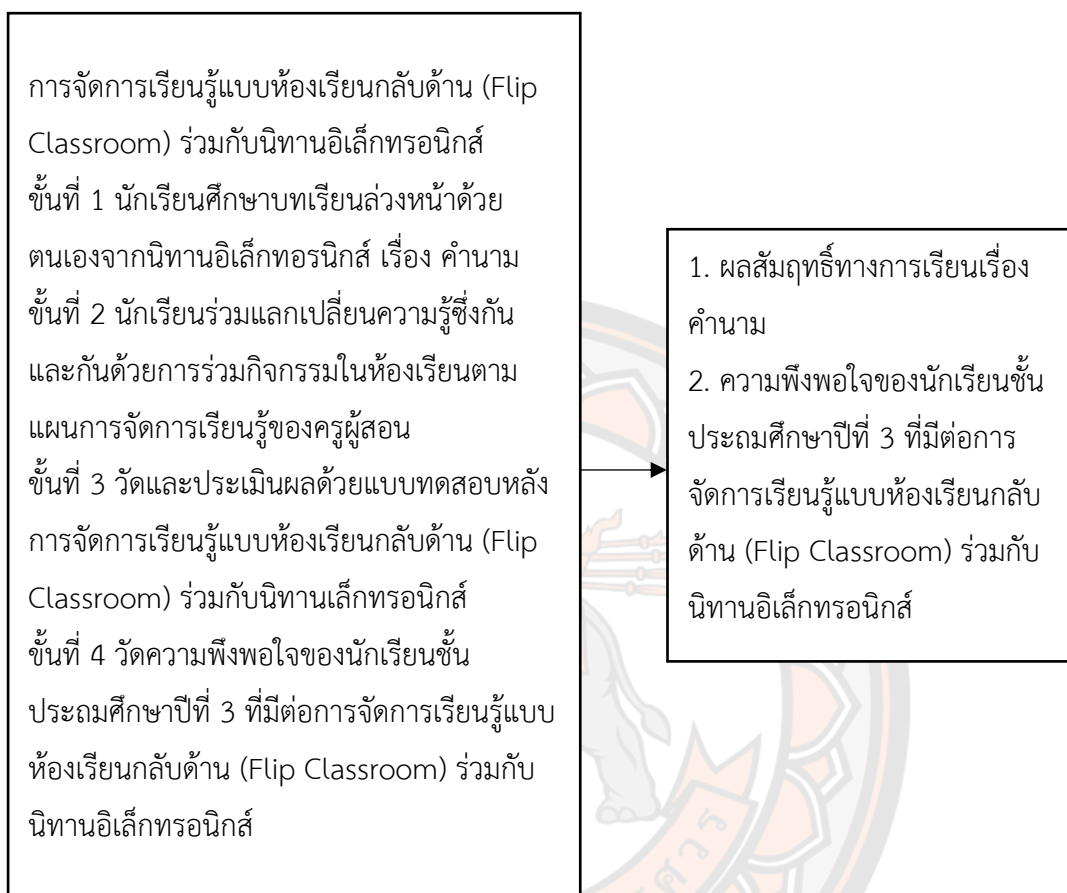 การจัดการเรียนรู้แบบห้องเรียนกลับด้าน (Flip
Classroom) ร่วมกับนิทานอิเล็กทรอนิกส์
ขั้นที่ 1 นักเรียนศึกษาบทเรียนล่วงหน้าด้วย
ตนเองจากนิทานอิเล็กทอรนิกส์ เรื่อง คำนาม
ขั้นที่ 2 นักเรียนร่วมแลกเปลี่ยนความรู้ซึ่งกัน
และกันด้วยการร่วมกิจกรรมในห้องเรียนตาม
แผนการจัดการเรียนรู้ของครูผู้สอน
ขั้นที่ 3 วัดและประเมินผลด้วยแบบทดสอบหลัง
การจัดการเรียนรู้แบบห้องเรียนกลับด้าน (Flip
Classroom) ร่วมกับนิทานเล็กทรอนิกส์
ขั้นที่ 4 วัดความพึงพอใจของนักเรียนชั้น
ประถมศึกษาปีที่ 3 ที่มีต่อการจัดการเรียนรู้แบบ
ห้องเรียนกลับด้าน (Flip Classroom) ร่วมกับ
นิทานอิเล็กทรอนิกส์
1. ผลสัมฤทธิ์ทางการเรียนเรื่อง
คำนาม
2. ความพึงพอใจของนักเรียนชั้น
ประถมศึกษาปีที่ 3 ที่มีต่อการ
จัดการเรียนรู้แบบห้องเรียนกลับ
ด้าน (Flip Classroom) ร่วมกับ
นิทานอิเล็กทรอนิกส์